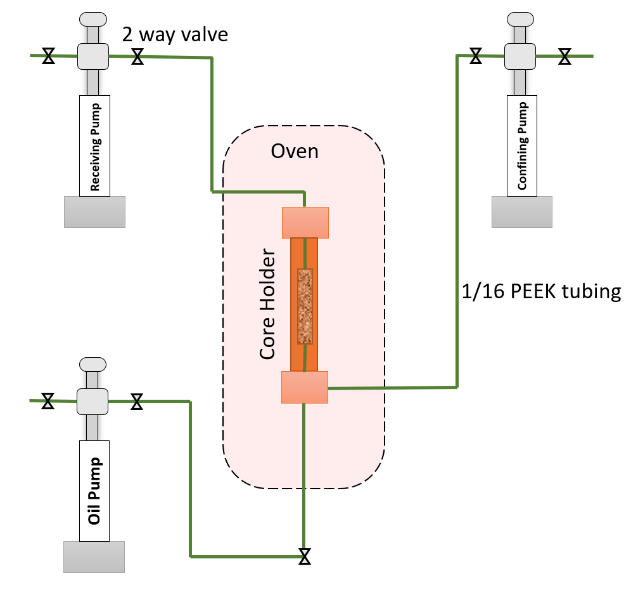 2 way valve
Receiving Pump
Confining Pump
Oven
Core Holder
1/16 PEEK tubing
Oil Pump